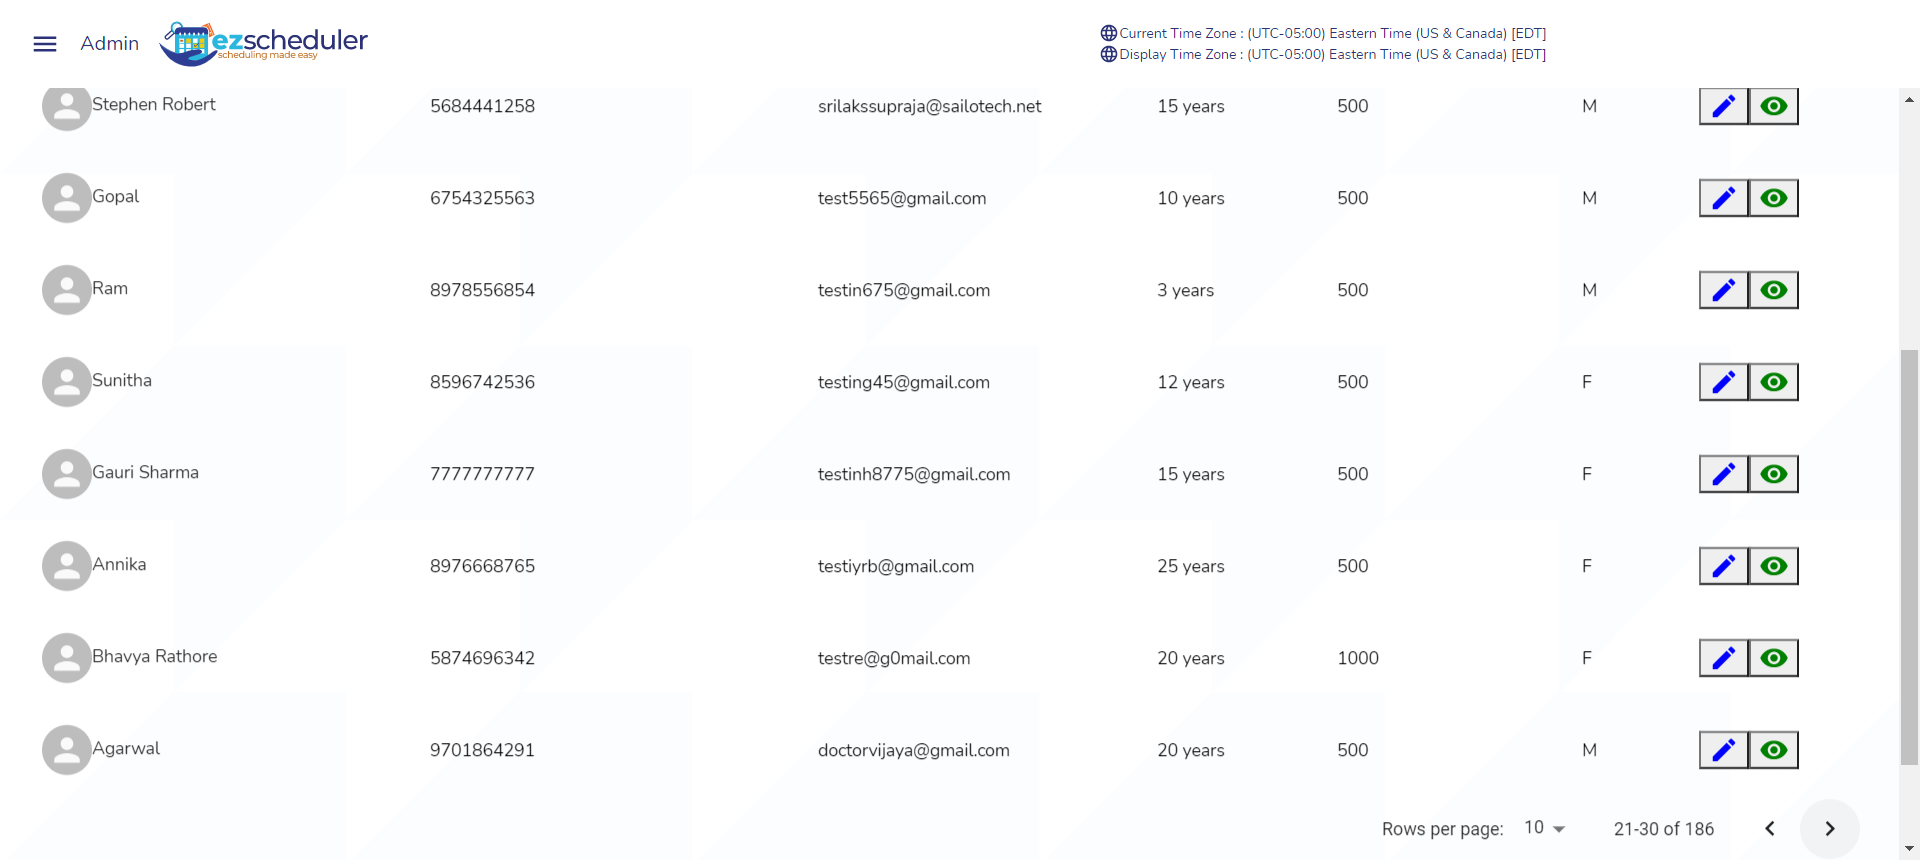 Admin
ezscheduler
scheduling made easy
Current Time Zone : (UTC-05:00) Eastern Time (US & Canada) [EDT]
Display Time Zone : (UTC-05:00) Eastern Time (US & Canada) [EDT]
Stephen Robert 5684441258 srilakssupraja@sailotech.net 15 years 500 M
Gopal 6754325563 test5565@gmail.com 10 years 500 M
Ram 8978556854 testin675@gmail.com 3 years 500 M
Sunitha 8596742536 testing45@gmail.com 12 years 500 F
Gauri Sharma 7777777777 testinh8775@gmail.com 15 years 500 F
Annika 8976668765 testiyrb@gmail.com 25 years 500 F
Bhavya Rathore 5874696342 testre@g0mail.com 20 years 1000 F
Agarwal 9701864291 doctorvijaya@gmail.com 20 years 500 M
Rows per page: 10 21-30 of 186